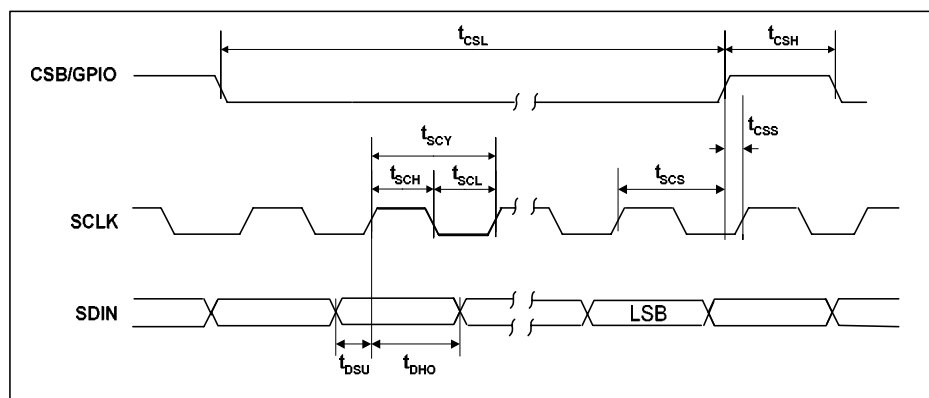 tCSL
tCSH
CSB/GPIO
tCSS
tSCY
tSCH
tSCL
tSCS
SCLK
SDIN
LSB
tDSU
tDHO